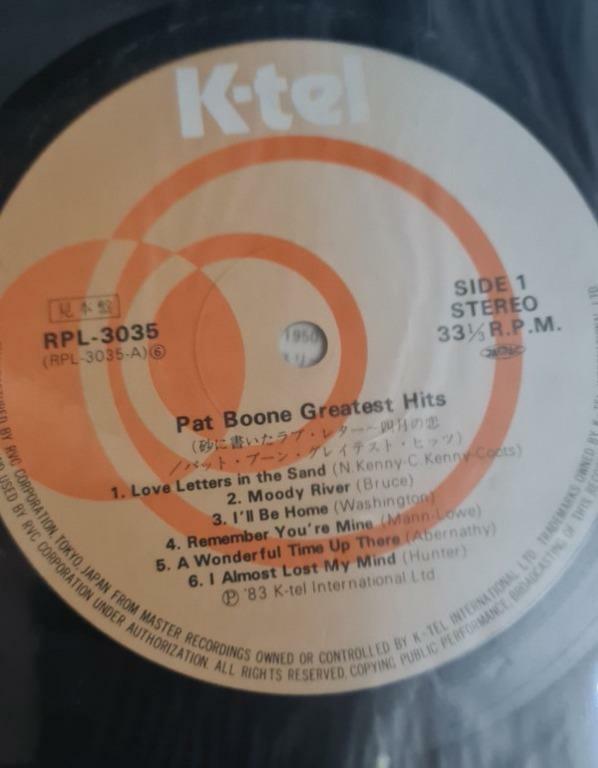 K-tel
見本盤
RPL-3035
(RPL-3035-A)⑥
SIDE 1
STEREO
33⅓ R.P.M.
1950
Pat Boone Greatest Hits
(砂に書いたラブ・レター〜四月の恋
/パット・ブーン・グレイテスト・ヒッツ)
1. Love Letters in the Sand (N.Kenny-C.Kenny-Coots)
2. Moody River (Bruce)
3. I'll Be Home (Washington)
4. Remember You're Mine (Mann-Lowe)
5. A Wonderful Time Up There (Abernathy)
6. I Almost Lost My Mind (Hunter)
Ⓟ '83 K-tel International Ltd
BY RVC CORPORATION, TOKYO, JAPAN FROM MASTER RECORDINGS OWNED OR CONTROLLED BY K-TEL INTERNATIONAL, LTD. TRADEMARKS OWNED BY
USED BY RVC CORPORATION UNDER AUTHORIZATION. ALL RIGHTS RESERVED. COPYING PUBLIC PERFORMANCE, BROADCASTING OF THIS